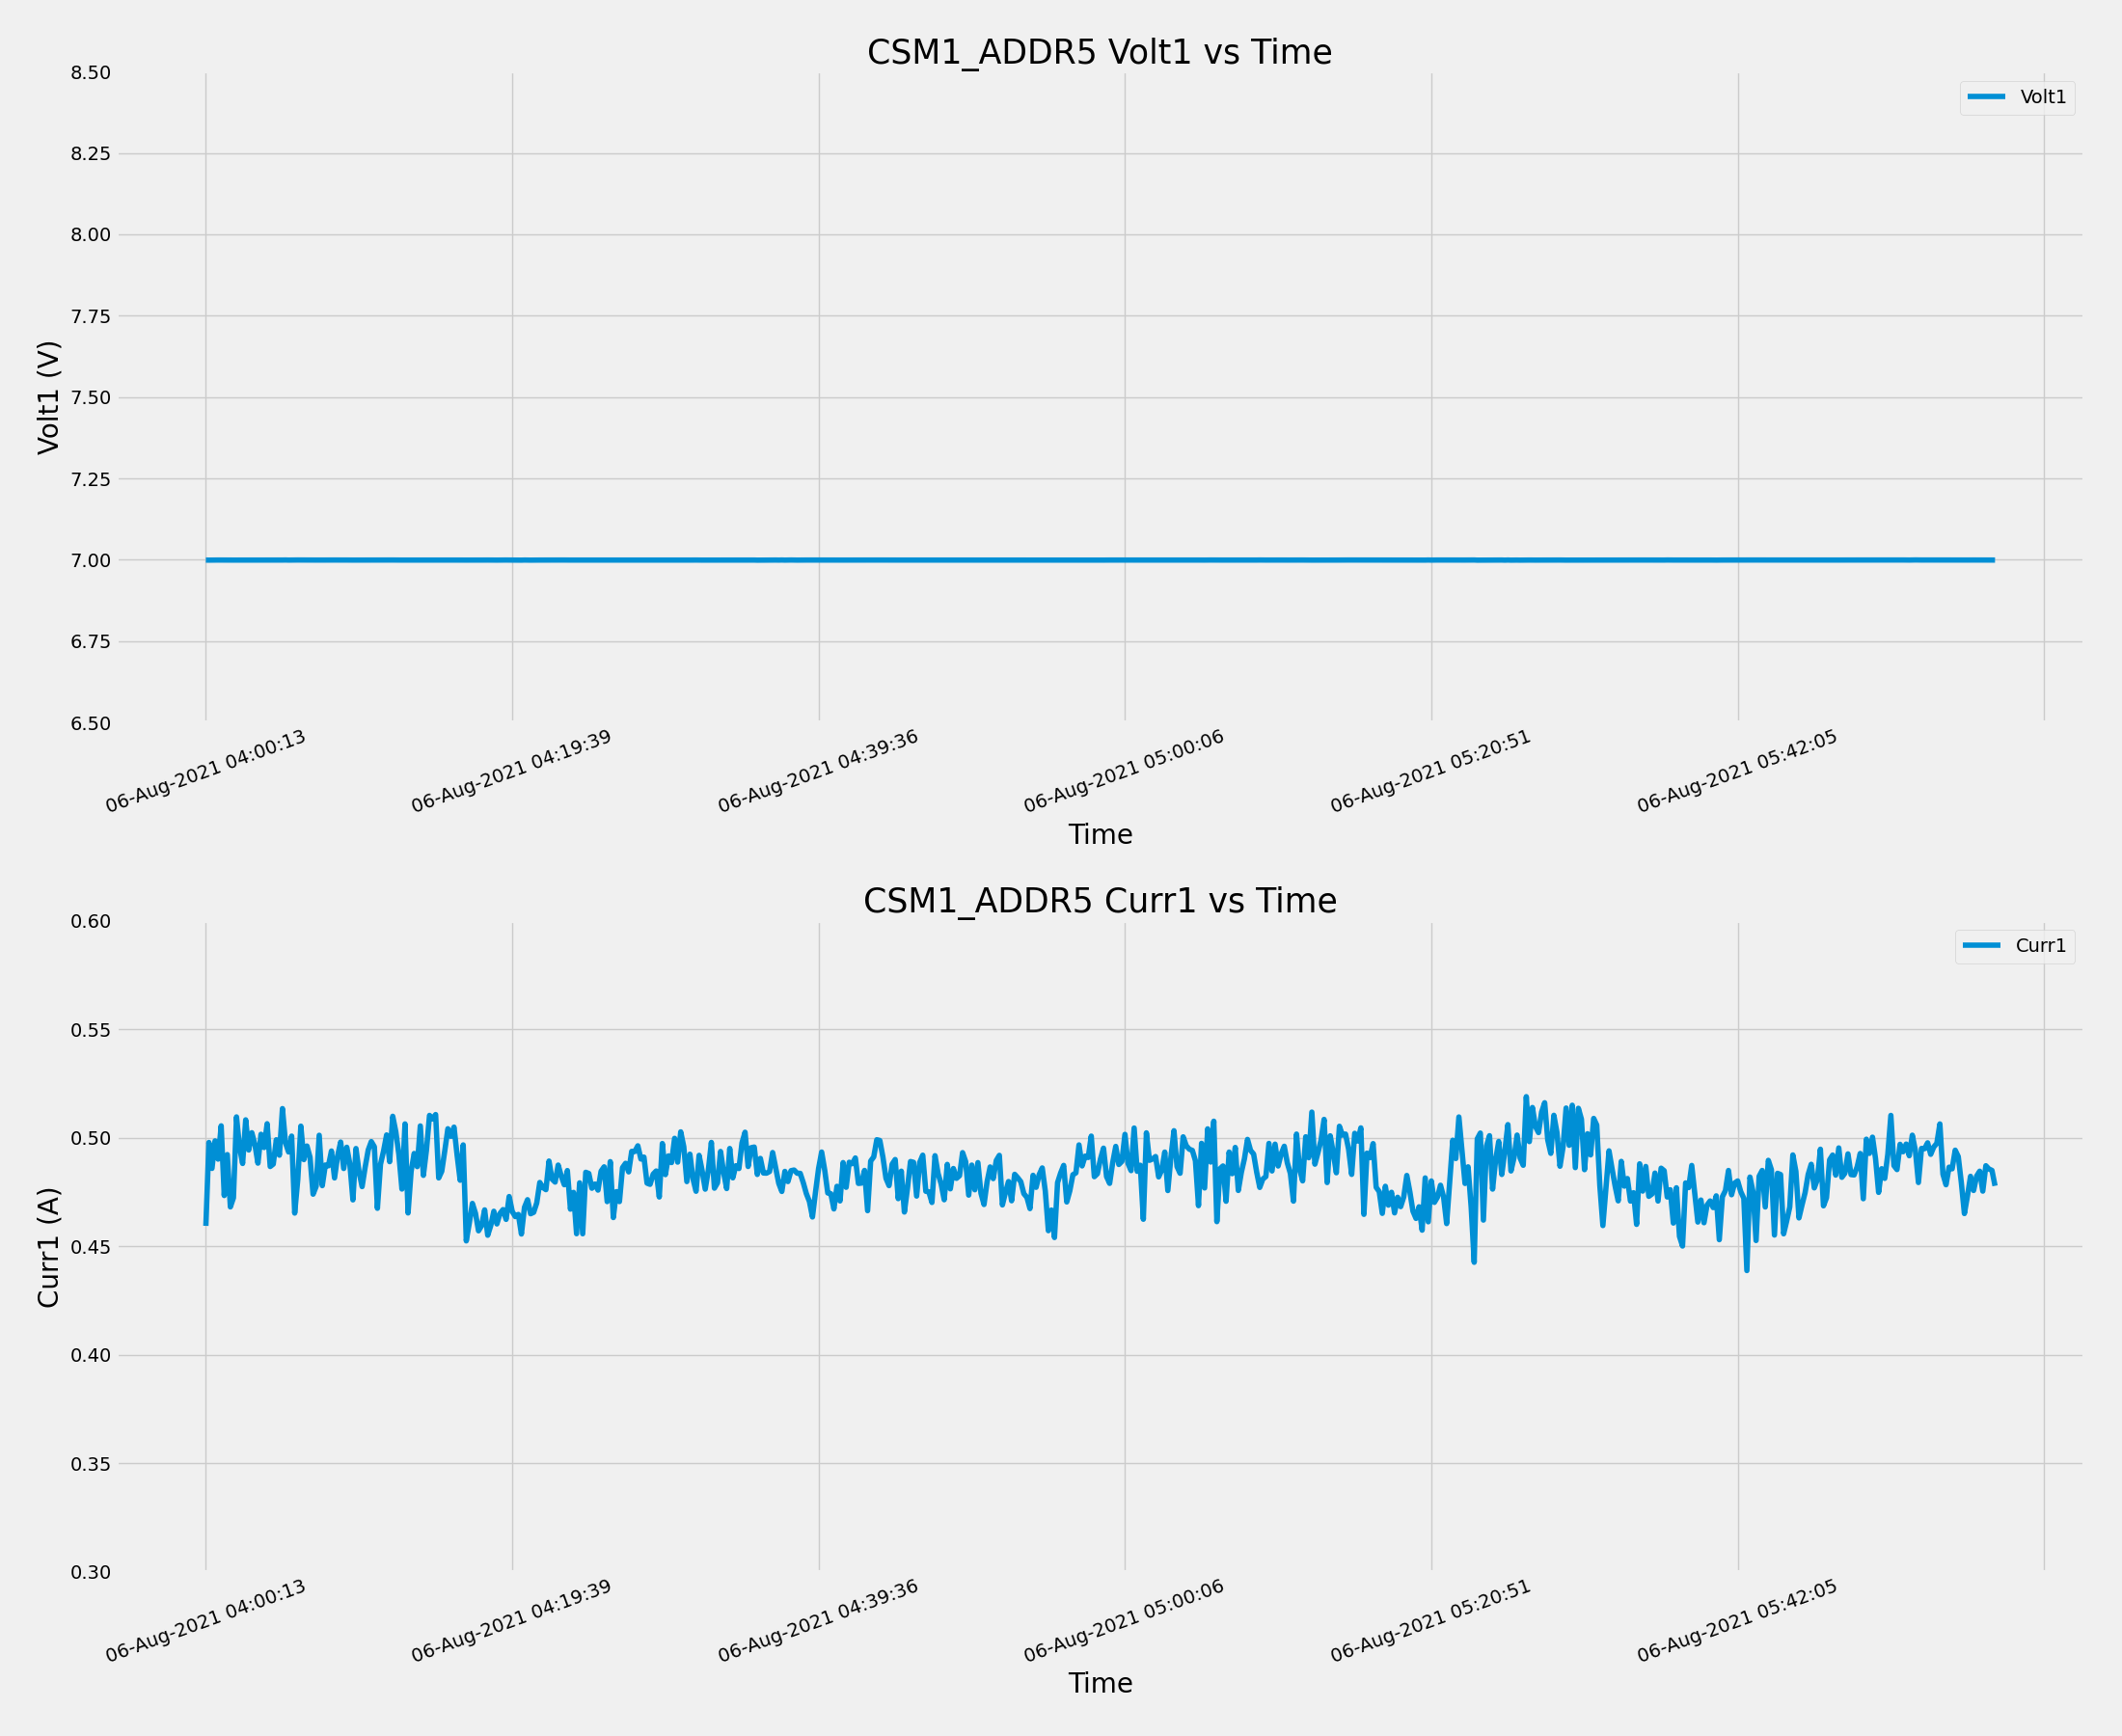 CSM1_ADDR5 Volt1 vs Time
8.50
Volt1
8.25
8.00
7.75
7.50
Volt1 (V)
7.25
7.00
6.75
6.50
06-Aug-2021 04:00:13
06-Aug-2021 04:19:39
06-Aug-2021 04:39:36
06-Aug-2021 05:00:06
06-Aug-2021 05:20:51
06-Aug-2021 05:42:05
Time
CSM1_ADDR5 Curr1 vs Time
0.60
Curr1
0.55
0.50
0.45
Curr1 (A)
0.40
0.35
0.30
06-Aug-2021 04:00:13
06-Aug-2021 04:19:39
06-Aug-2021 04:39:36
06-Aug-2021 05:00:06
06-Aug-2021 05:20:51
06-Aug-2021 05:42:05
Time